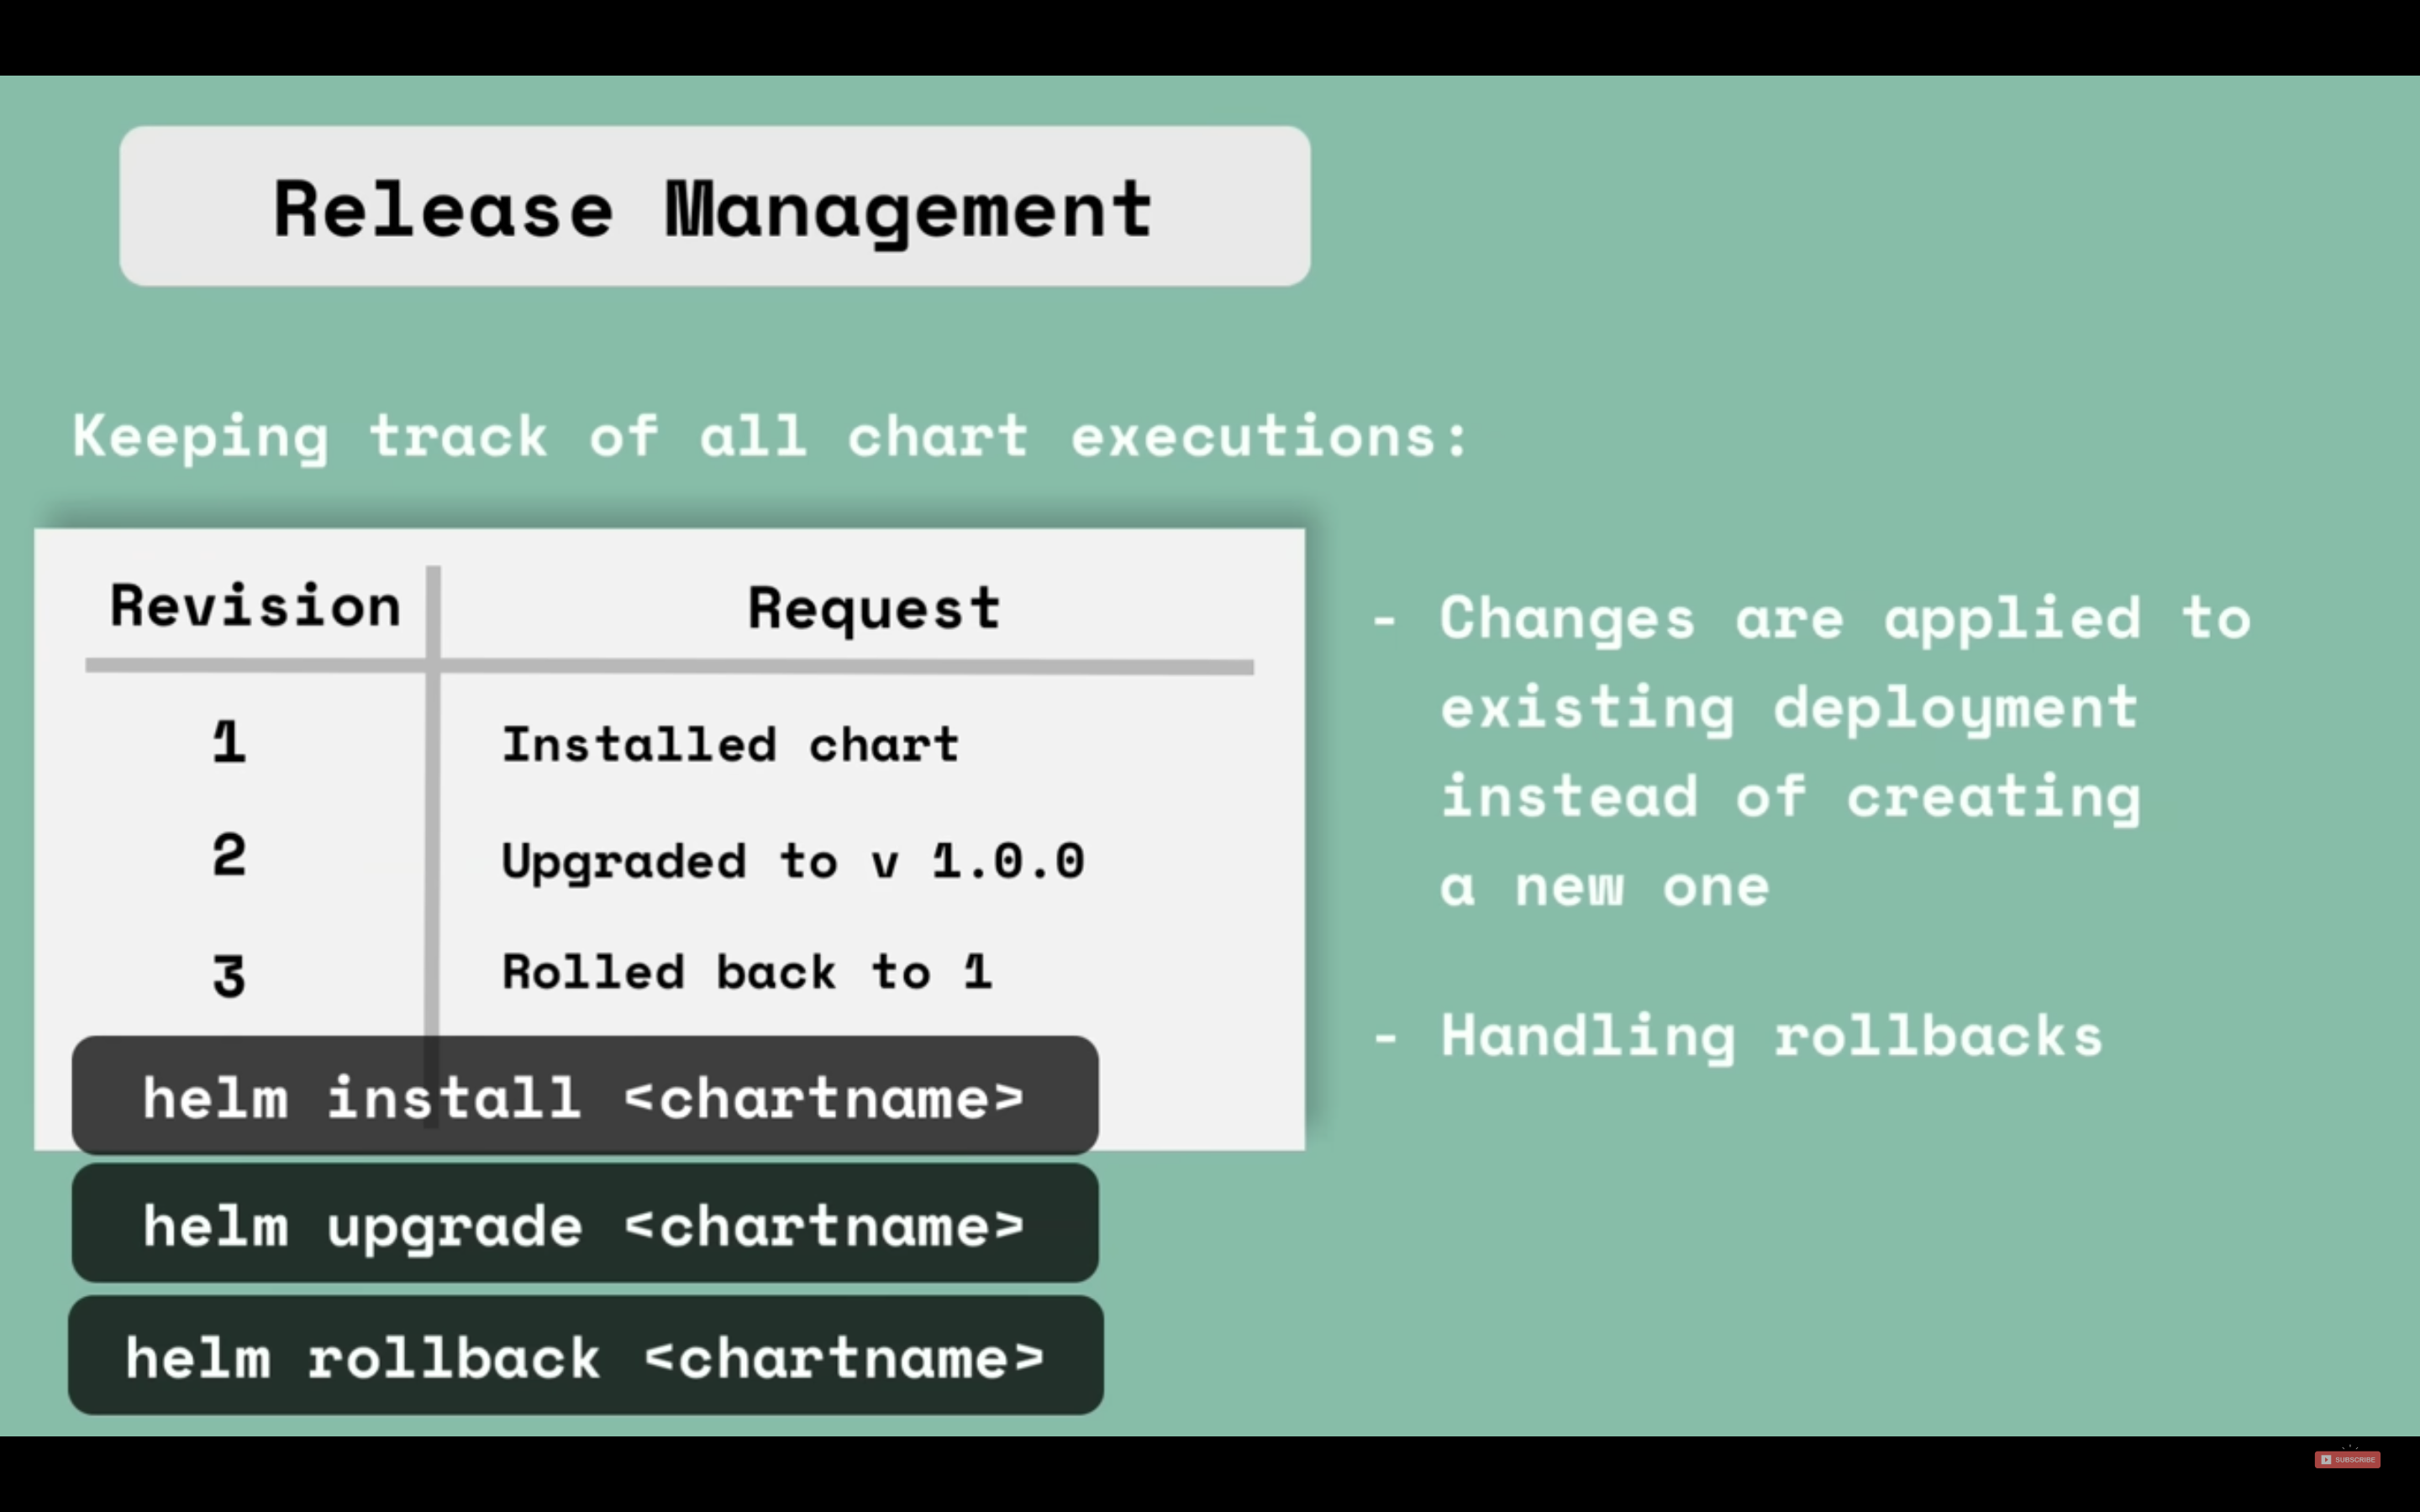 Release Management
Keeping track of all chart executions:
Revision Request
1 Installed chart
2 Upgraded to v 1.0.0
3 Rolled back to 1
helm install <chartname>
helm upgrade <chartname>
helm rollback <chartname>
- Changes are applied to
existing deployment
instead of creating
a new one
- Handling rollbacks
SUBSCRIBE